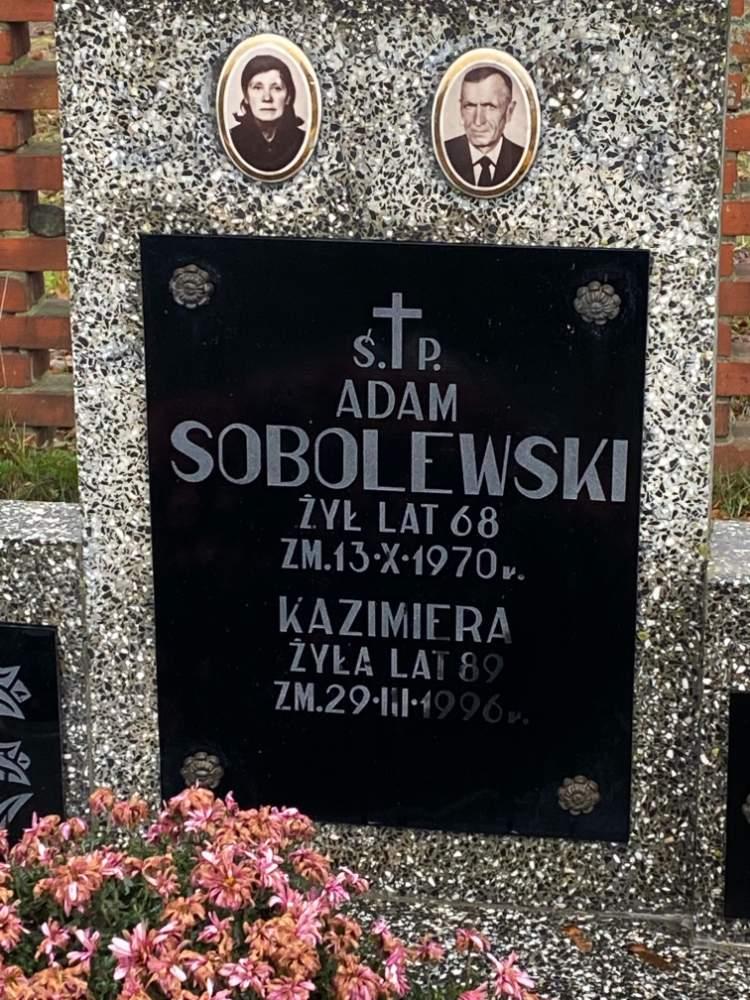 Ś. P.
ADAM
SOBOLEWSKI
ŻYŁ LAT 68
ZM.13·X·1970 r.
KAZIMIERA
ŻYŁA LAT 89
ZM.29·III·1996 r.